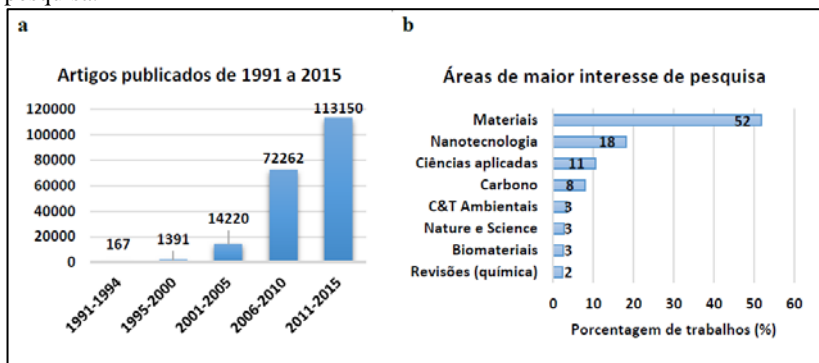 a
Artigos publicados de 1991 a 2015
120000
100000
80000
60000
40000
20000
0
167
1391
14220
72262
113150
1991-1994
1995-2000
2001-2005
2006-2010
2011-2015
b
Áreas de maior interesse de pesquisa
Materiais
52
Nanotecnologia
18
Ciências aplicadas
11
Carbono
8
C&T Ambientais
3
Nature e Science
3
Biomateriais
3
Revisões (química)
2
0 10 20 30 40 50 60
Porcentagem de trabalhos (%)